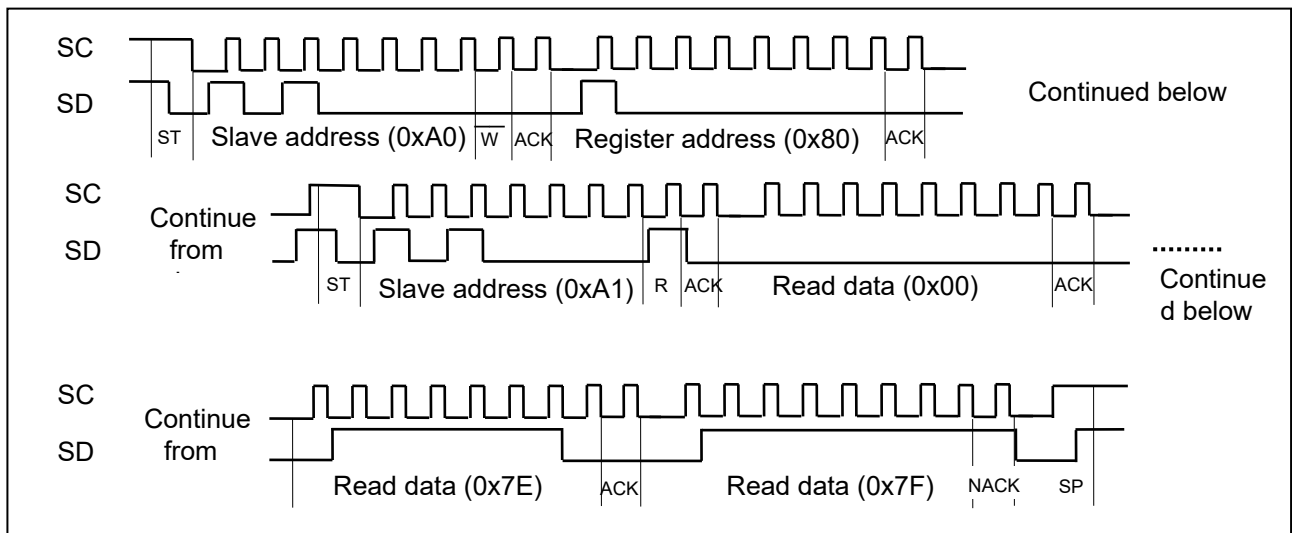 SC
SD
Continued below
ST Slave address (0xA0) W ACK Register address (0x80) ACK
SC
Continue
from
SD
ST Slave address (0xA1) R ACK Read data (0x00) ACK
.........
Continue
d below
SC
Continue
from
SD
Read data (0x7E) ACK Read data (0x7F) NACK SP